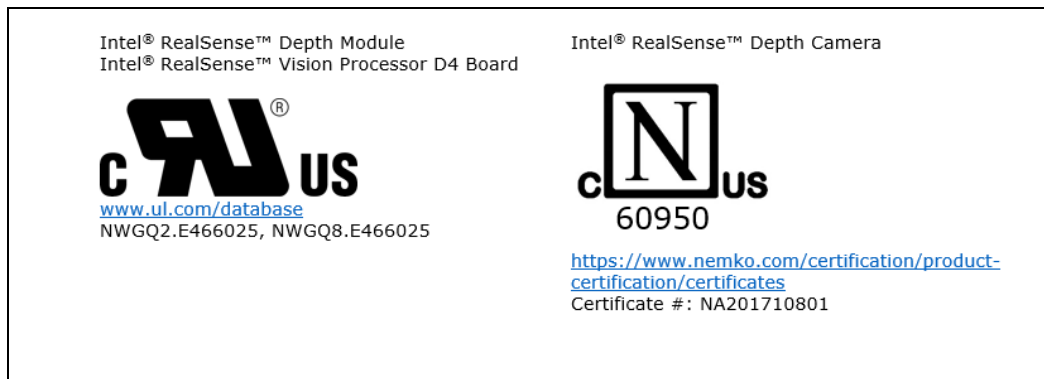 Intel® RealSense™ Depth Module
Intel® RealSense™ Vision Processor D4 Board
c RU ® US
www.ul.com/database
NWGQ2.E466025, NWGQ8.E466025
Intel® RealSense™ Depth Camera
c N US
60950
https://www.nemko.com/certification/product-
certification/certificates
Certificate #: NA201710801